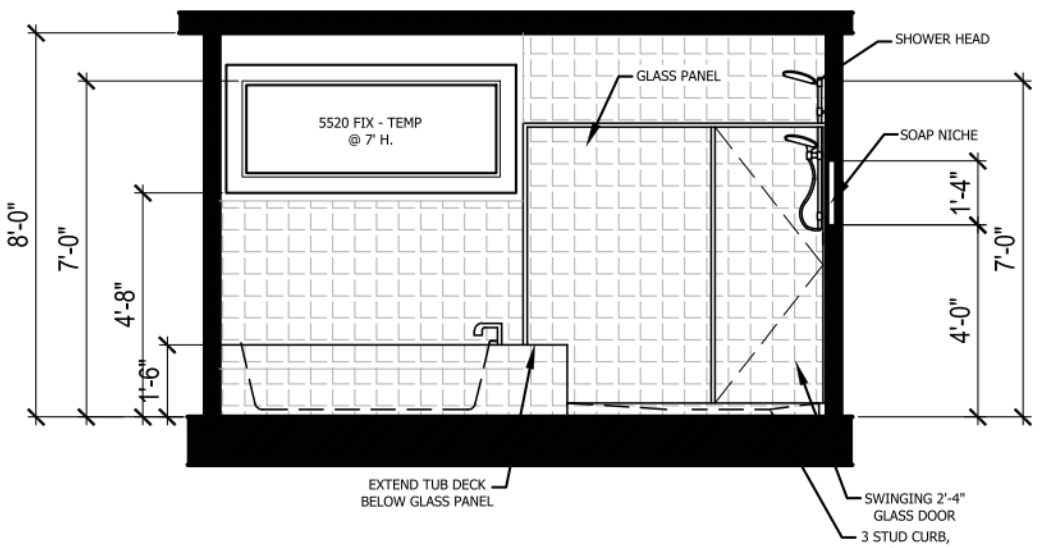 SHOWER HEAD
GLASS PANEL
5520 FIX - TEMP
@ 7' H.
SOAP NICHE
8'-0"
7'-0"
4'-8"
1'-6"
1'-4"
4'-0"
7'-0"
EXTEND TUB DECK
BELOW GLASS PANEL
SWINGING 2'-4"
GLASS DOOR
3 STUD CURB,